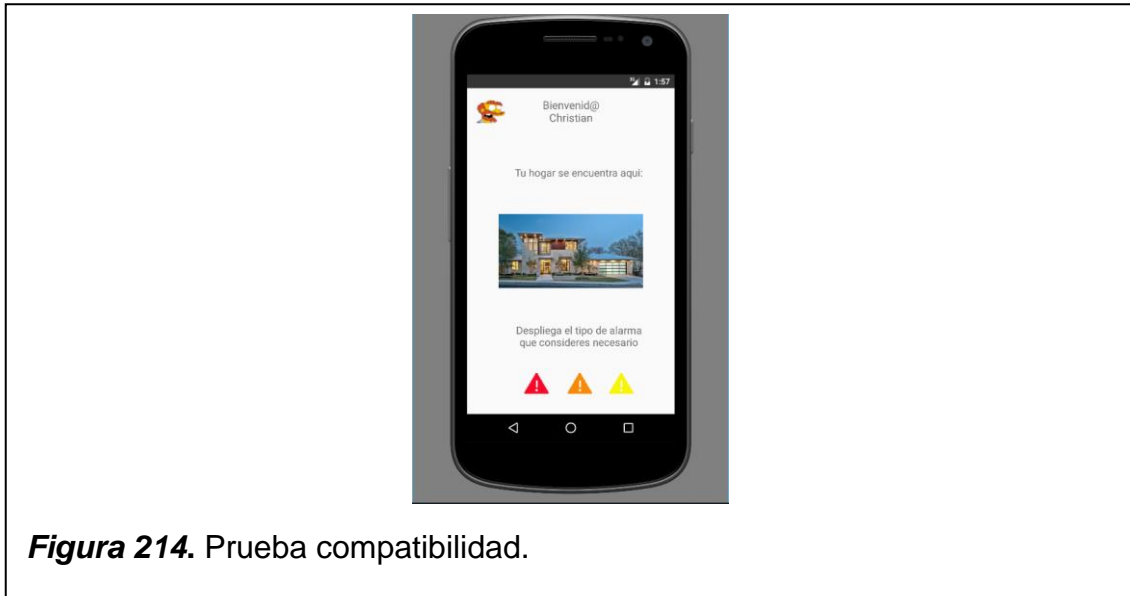 1:57
Bienvenid@
Christian
Tu hogar se encuentra aquí:
Despliega el tipo de alarma
que consideres necesario
Figura 214. Prueba compatibilidad.